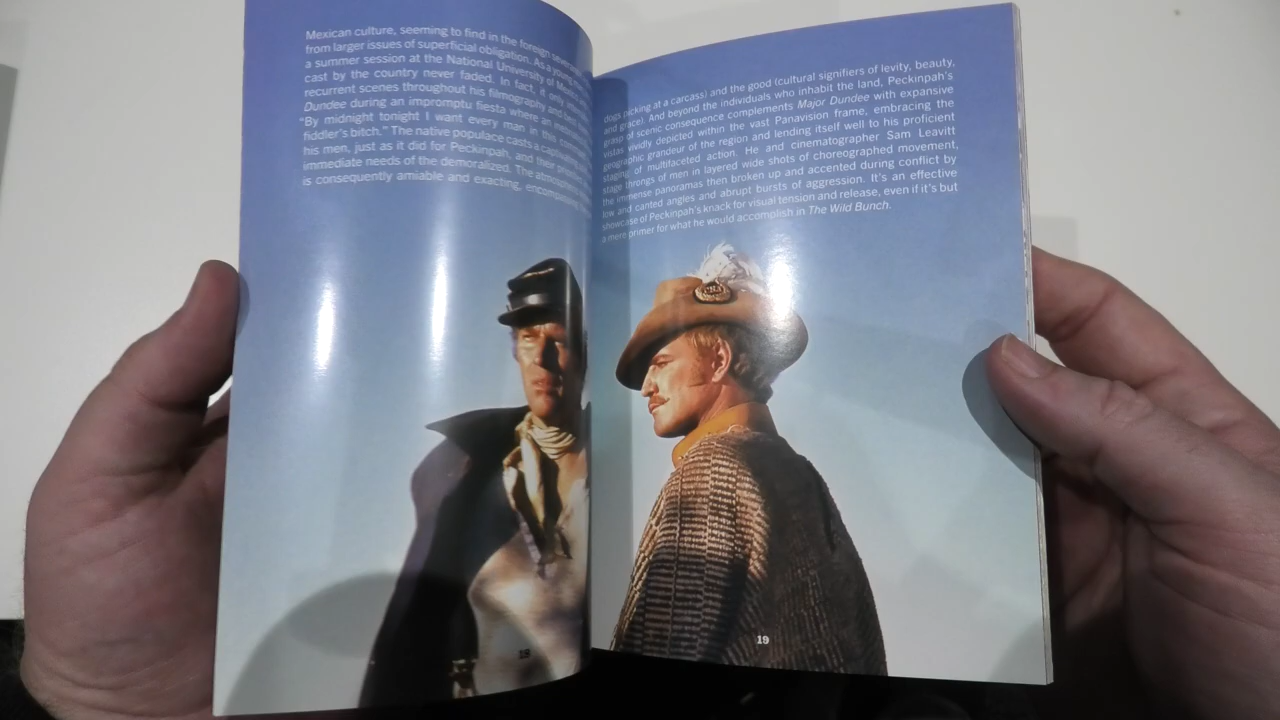 Mexican culture, seeming to find in the foreign
from larger issues of superficial obligation. As a young
a summer session at the National University of
cast by the country never faded. In fact, it only
recurrent scenes throughout his filmography and
Dundee during an impromptu fiesta where an
"By midnight tonight I want every man in this
fiddler's bitch." The native populace casts a
his men, just as it did for Peckinpah, and their
immediate needs of the demoralized. The
is consequently amiable and exacting,
18
dogs picking at a carcass) and the good (cultural signifiers of levity, beauty,
and grace). And beyond the individuals who inhabit the land, Peckinpah's
grasp of scenic consequence complements Major Dundee with expansive
vistas vividly depicted within the vast Panavision frame, embracing the
geographic grandeur of the region and lending itself well to his proficient
staging of multifaceted action. He and cinematographer Sam Leavitt
stage throngs of men in layered wide shots of choreographed movement,
the immense panoramas then broken up and accented during conflict by
low and canted angles and abrupt bursts of aggression. It's an effective
showcase of Peckinpah's knack for visual tension and release, even if it's but
a mere primer for what he would accomplish in The Wild Bunch.
19